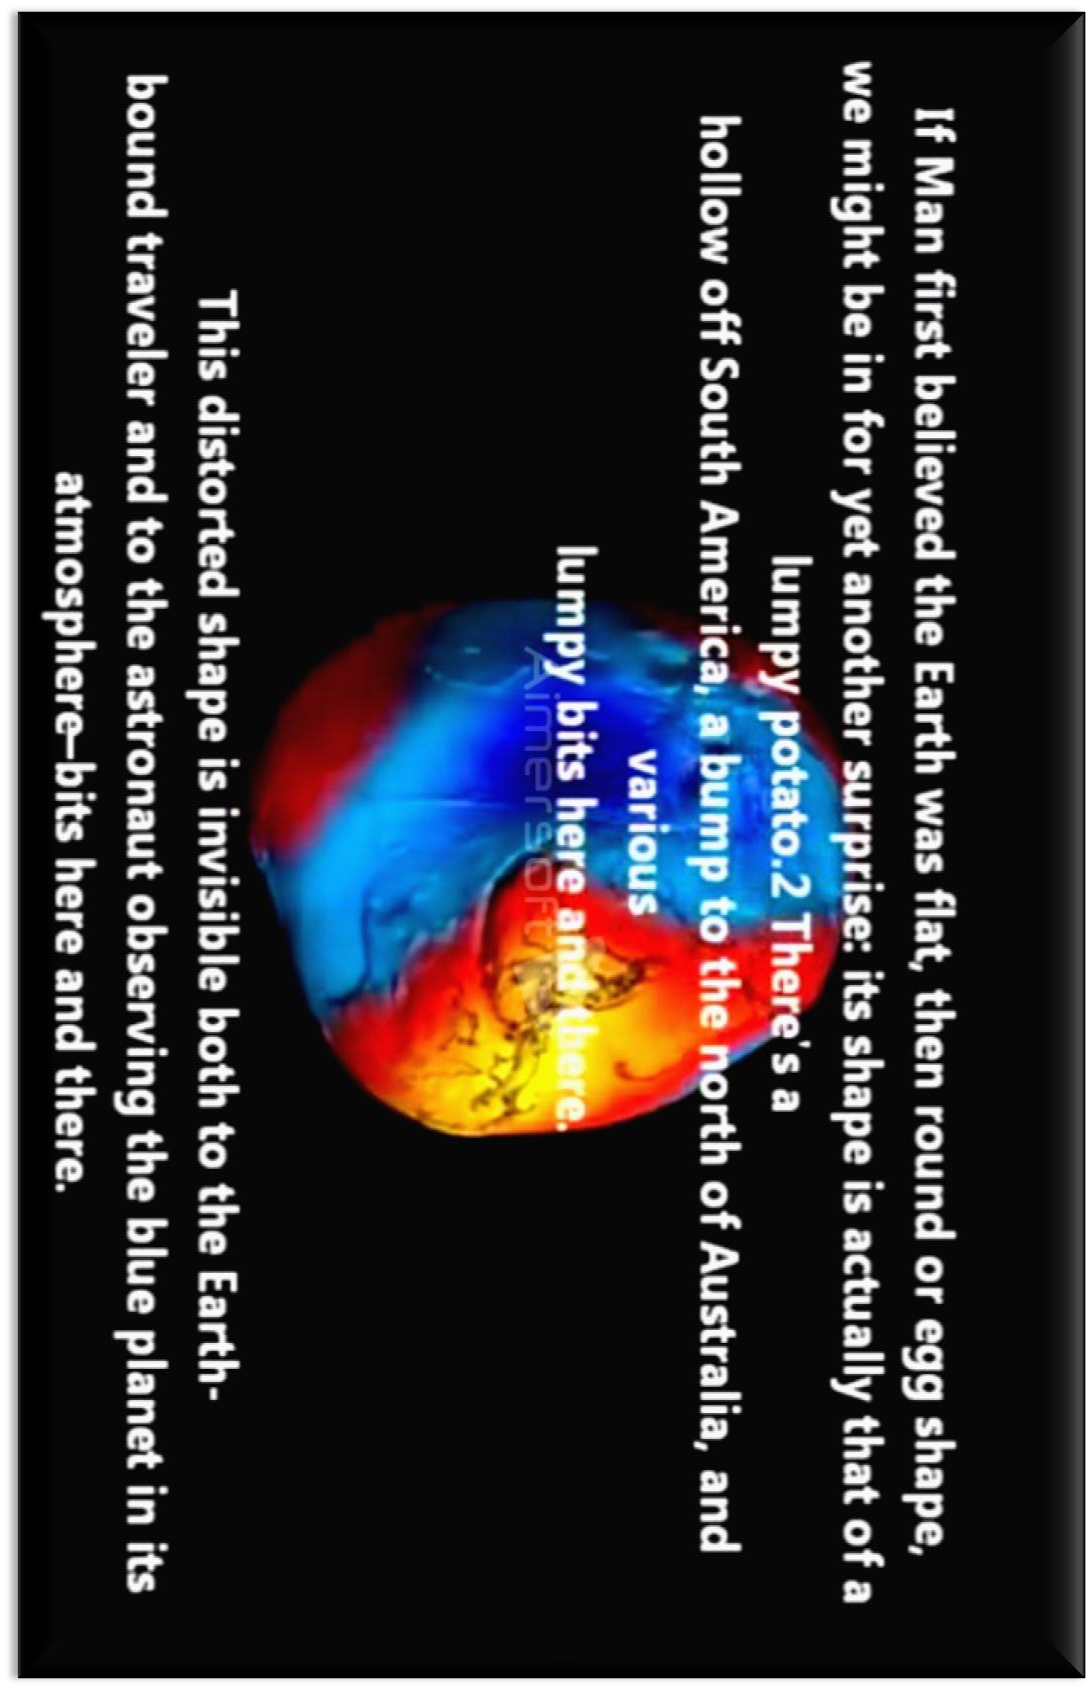 If Man first believed the Earth was flat, then round or egg shape,
we might be in for yet another surprise: its shape is actually that of a
lumpy potato.2 There's a
hollow off South America, a bump to the north of Australia, and
various
lumpy bits here and there.
Aimersoft
This distorted shape is invisible both to the Earth-
bound traveler and to the astronaut observing the blue planet in its
atmosphere—bits here and there.